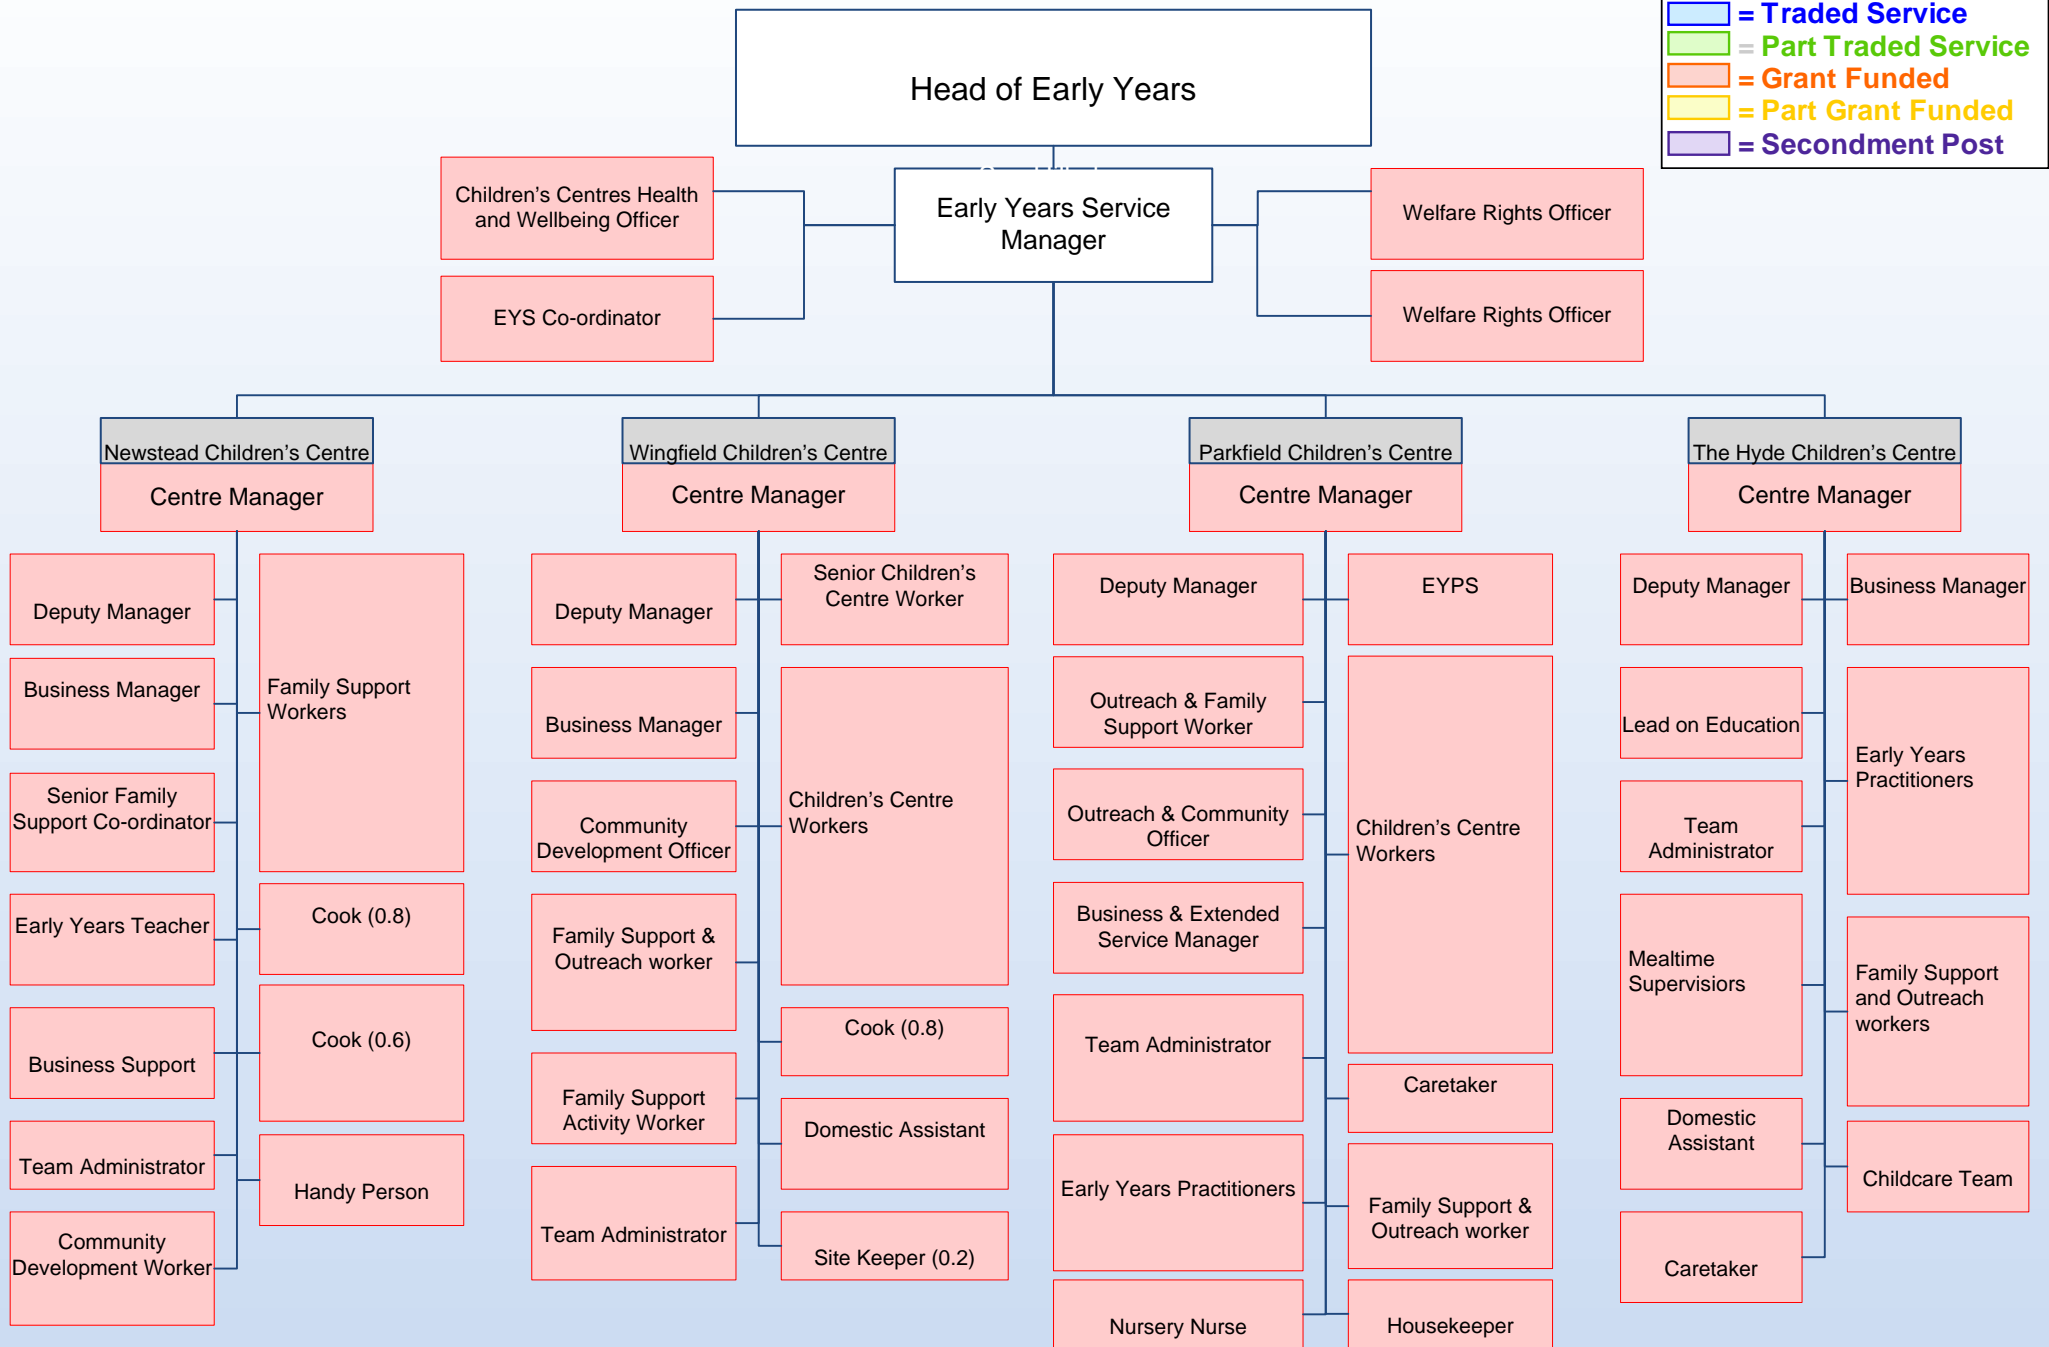 = Traded Service
= Part Traded Service
= Grant Funded
= Part Grant Funded
= Secondment Post
Head of Early Years
Early Years Service
Manager
Children's Centres Health
and Wellbeing Officer
EYS Co-ordinator
Welfare Rights Officer
Welfare Rights Officer
Newstead Children's Centre
Centre Manager
Deputy Manager
Business Manager
Senior Family
Support Co-ordinator
Early Years Teacher
Business Support
Team Administrator
Community
Development Worker
Family Support
Workers
Cook (0.8)
Cook (0.6)
Handy Person
Wingfield Children's Centre
Centre Manager
Deputy Manager
Business Manager
Community
Development Officer
Family Support &
Outreach worker
Family Support
Activity Worker
Team Administrator
Senior Children's
Centre Worker
Children's Centre
Workers
Cook (0.8)
Domestic Assistant
Site Keeper (0.2)
Parkfield Children's Centre
Centre Manager
Deputy Manager
Outreach & Family
Support Worker
Outreach & Community
Officer
Business & Extended
Service Manager
Team Administrator
Early Years Practitioners
Nursery Nurse
EYPS
Children's Centre
Workers
Caretaker
Family Support &
Outreach worker
Housekeeper
The Hyde Children's Centre
Centre Manager
Deputy Manager
Lead on Education
Team
Administrator
Mealtime
Supervisiors
Domestic
Assistant
Caretaker
Business Manager
Early Years
Practitioners
Family Support
and Outreach
workers
Childcare Team